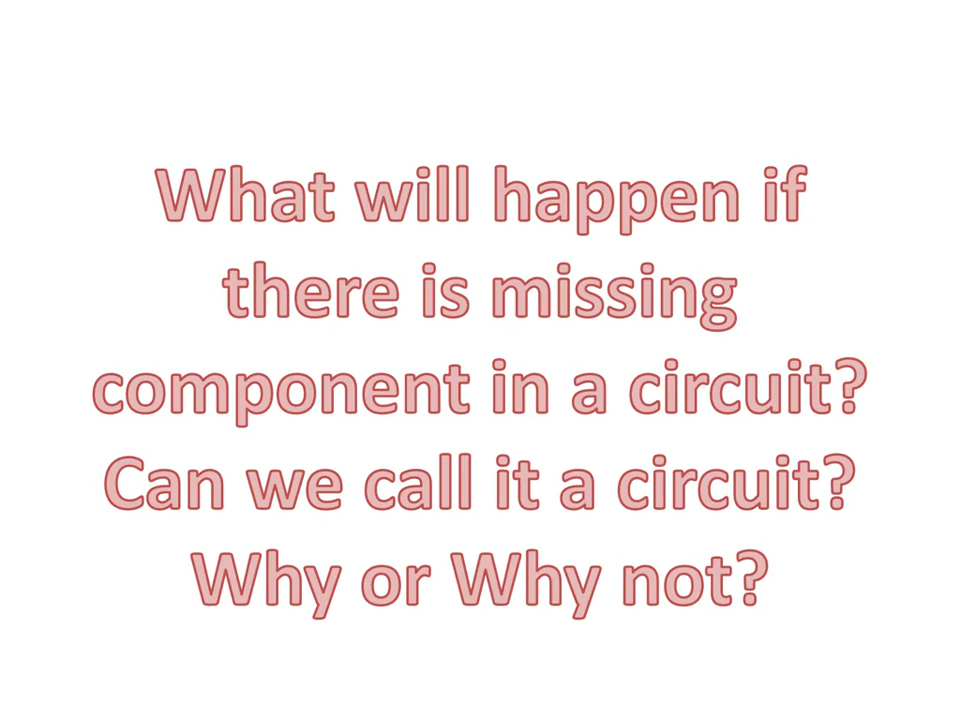 What will happen if
there is missing
component in a circuit?
Can we call it a circuit?
Why or Why not?